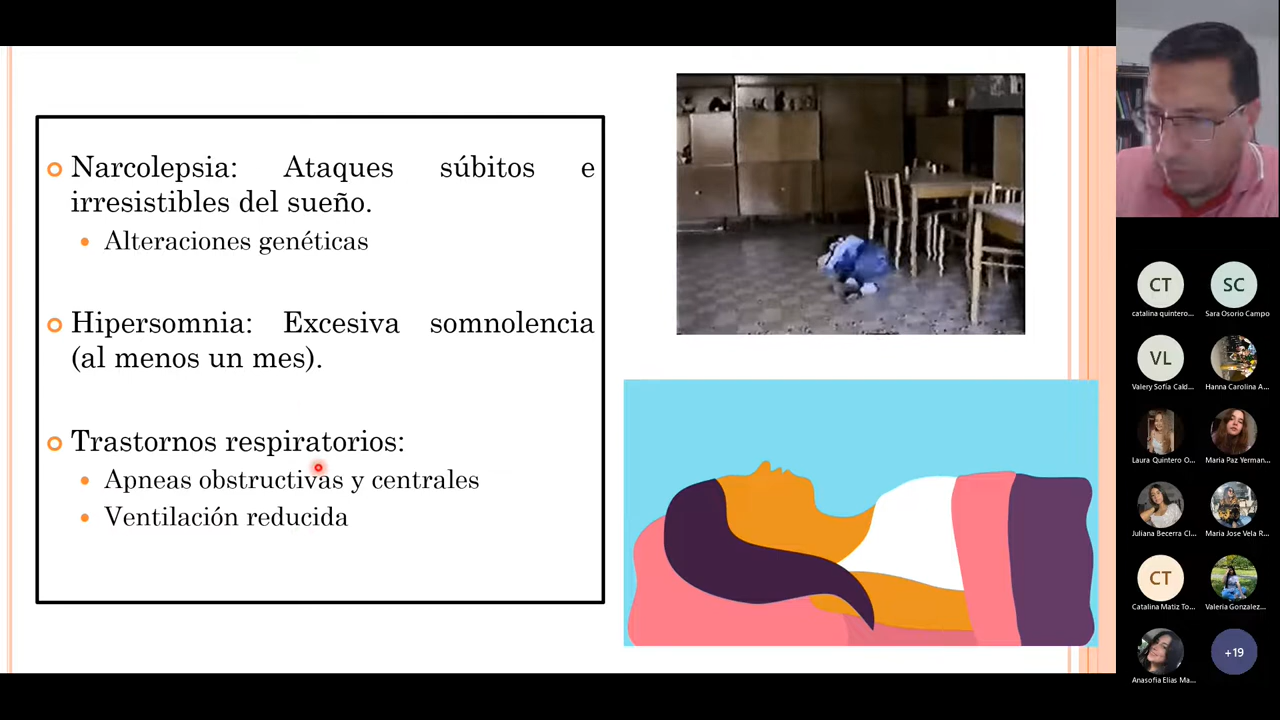 Narcolepsia: Ataques súbitos e
irresistibles del sueño.
Alteraciones genéticas
Hipersomnia: Excesiva somnolencia
(al menos un mes).
Trastornos respiratorios:
Apneas obstructivas y centrales
Ventilación reducida
CT
SC
catalina quintero...
Sara Osorio Campo
VL
Valery Sofia Cald...
Hanna Carolina A...
Laura Quintero O...
Maria Paz Yerman...
Juliana Becerra Cl...
Maria Jose Vela R...
CT
Catalina Matiz To...
Valeria Gonzalez...
Anasofia Elias Ma...
+19